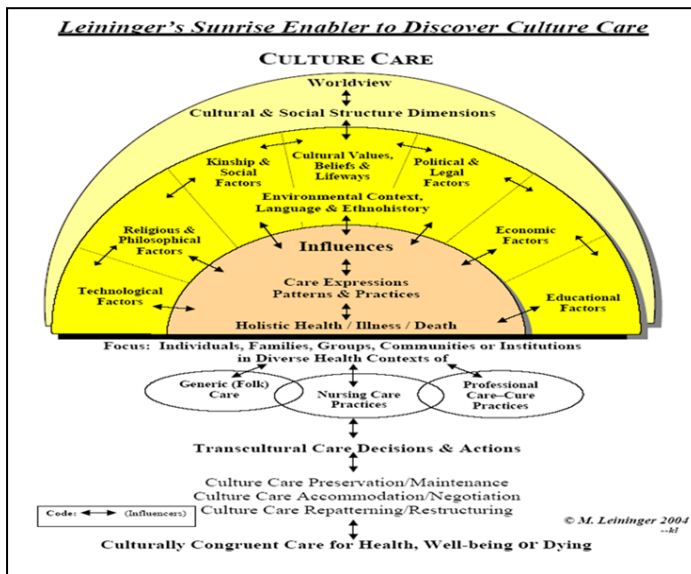 Leininger's Sunrise Enabler to Discover Culture Care
CULTURE CARE
Worldview
Cultural & Social Structure Dimensions
Kinship &
Social
Factors
Cultural Values,
Beliefs &
Lifeways
Political &
Legal
Factors
Environmental Context,
Language & Ethnohistory
Religious &
Philosophical
Factors
Influences
Economic
Factors
Care Expressions
Patterns & Practices
Technological
Factors
Educational
Factors
Holistic Health / Illness / Death
Focus: Individuals, Families, Groups, Communities or Institutions
in Diverse Health Contexts of
Generic (Folk)
Care
Nursing Care
Practices
Professional
Care–Cure
Practices
Transcultural Care Decisions & Actions
Culture Care Preservation/Maintenance
Culture Care Accommodation/Negotiation
Culture Care Repatterning/Restructuring
Code: (Influencers)
© M. Leininger 2004
--kl
Culturally Congruent Care for Health, Well-being or Dying